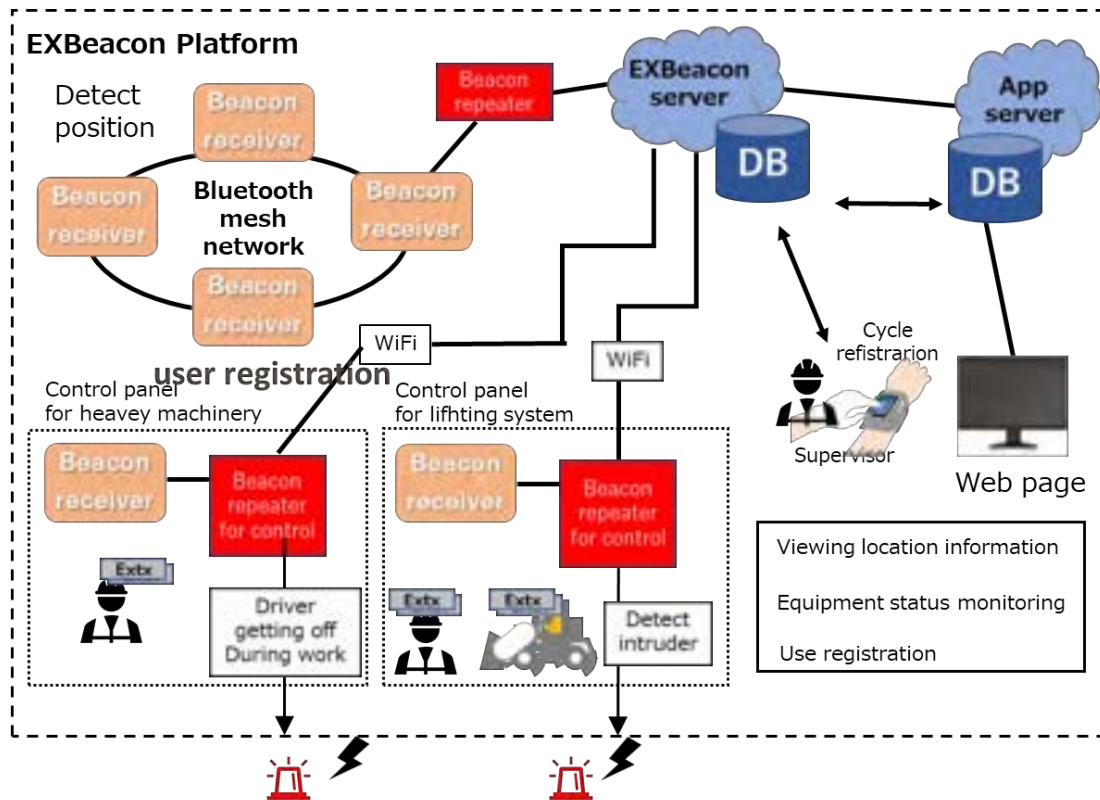 EXBeacon Platform
Detect
position
Beacon
receiver
Beacon
receiver
Bluetooth
mesh
network
Beacon
receiver
Beacon
receiver
Beacon
repeater
EXBeacon
server
DB
App
server
DB
WiFi
WiFi
user registration
Control panel
for heavey machinery
Beacon
receiver
Beacon
repeater
for control
Extx
Driver
getting off
During work
Control panel
for lifhting system
Beacon
receiver
Beacon
repeater
for control
Extx
Extx
Detect
intruder
Cycle
refistrarion
Supervisor
Web page
Viewing location information
Equipment status monitoring
Use registration